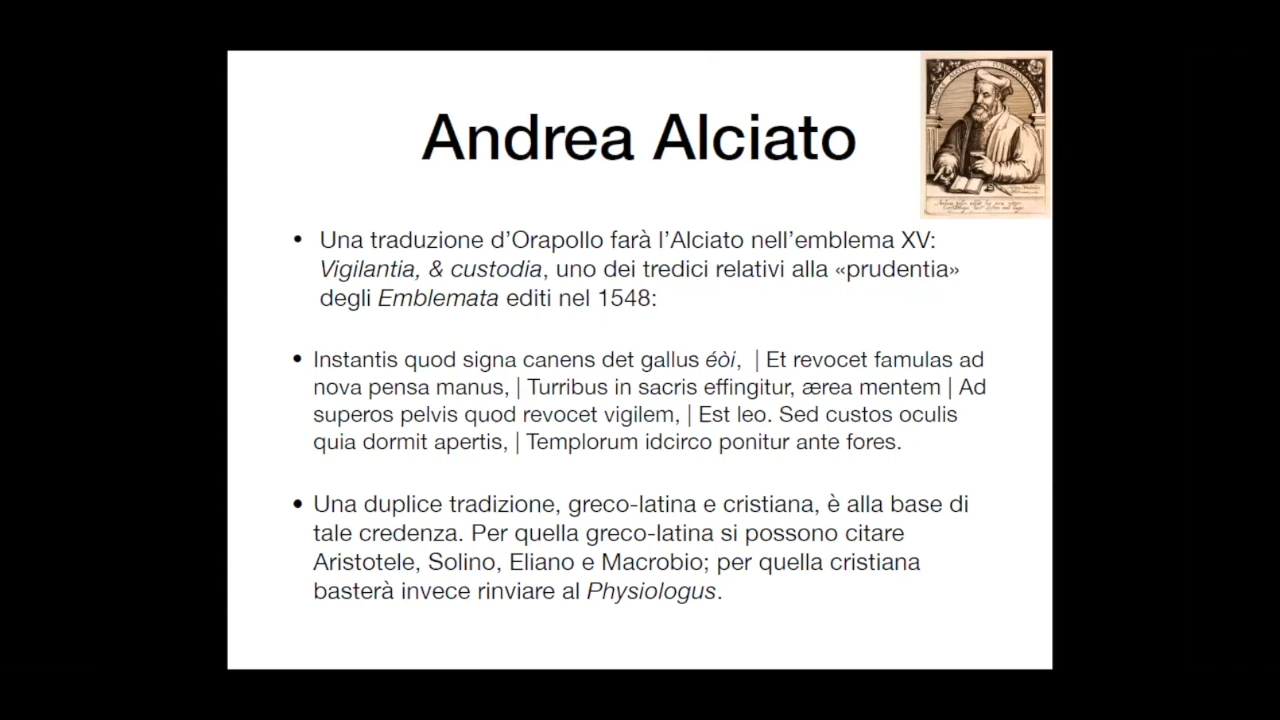 Andrea Alciato
• Una traduzione d’Orapollo farà l’Alciato nell’emblema XV:
Vigilantia, & custodia, uno dei tredici relativi alla «prudentia»
degli Emblemata editi nel 1548:
• Instantis quod signa canens det gallus éòi, | Et revocet famulas ad
nova pensa manus, | Turribus in sacris effingitur, ærea mentem | Ad
superos pelvis quod revocet vigilem, | Est leo. Sed custos oculis
quia dormit apertis, | Templorum idcirco ponitur ante fores.
• Una duplice tradizione, greco-latina e cristiana, è alla base di
tale credenza. Per quella greco-latina si possono citare
Aristotele, Solino, Eliano e Macrobio; per quella cristiana
basterà invece rinviare al Physiologus.